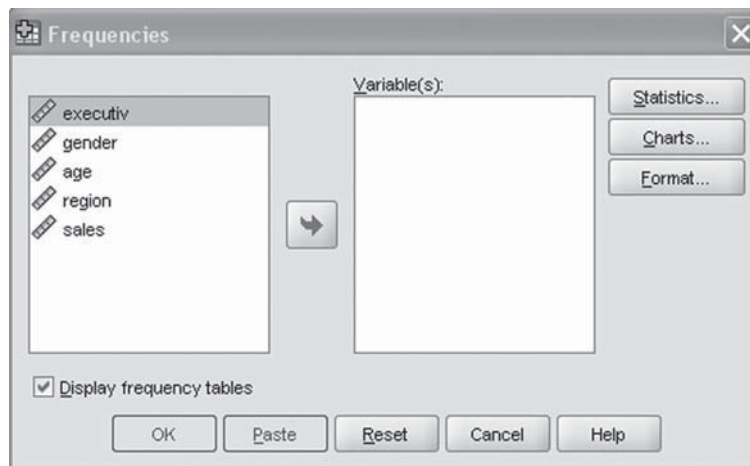 Frequencies
Variable(s):
executiv
gender
age
region
sales
Statistics...
Charts...
Format...
Display frequency tables
OK Paste Reset Cancel Help